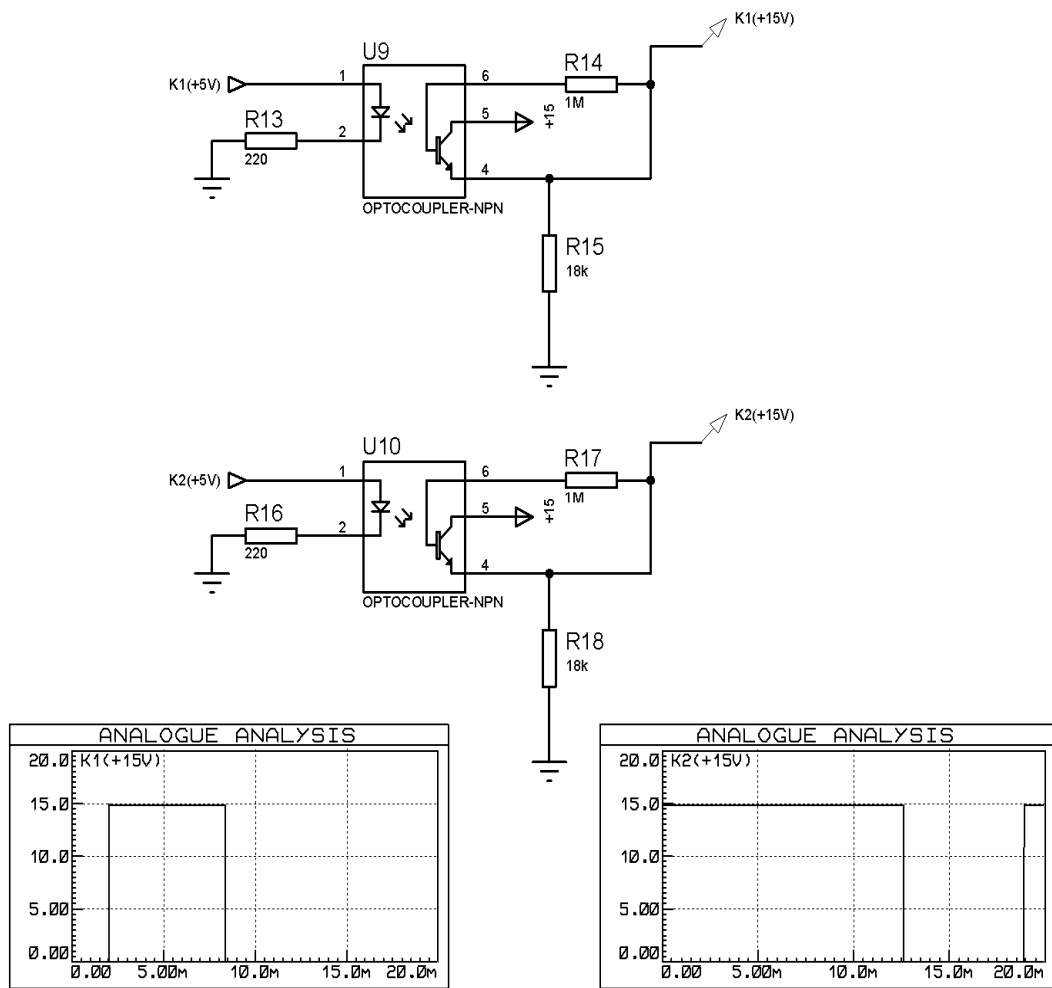 K1(+15V)
U9
K1(+5V)
1
6
R14
1M
5
+15
R13
220
2
4
OPTOCOUPLER-NPN
R15
18k
K2(+15V)
U10
K2(+5V)
1
6
R17
1M
5
+15
R16
220
2
4
OPTOCOUPLER-NPN
R18
18k
ANALOGUE ANALYSIS
20.0
K1(+15V)
15.0
10.0
5.00
0.00
0.00 5.00m 10.0m 15.0m 20.0m
ANALOGUE ANALYSIS
20.0
K2(+15V)
15.0
10.0
5.00
0.00
0.00 5.00m 10.0m 15.0m 20.0m